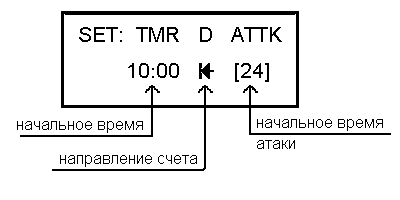 SET: TMR D ATTK
10:00 [24]
начальное время
направление счета
начальное время
атаки